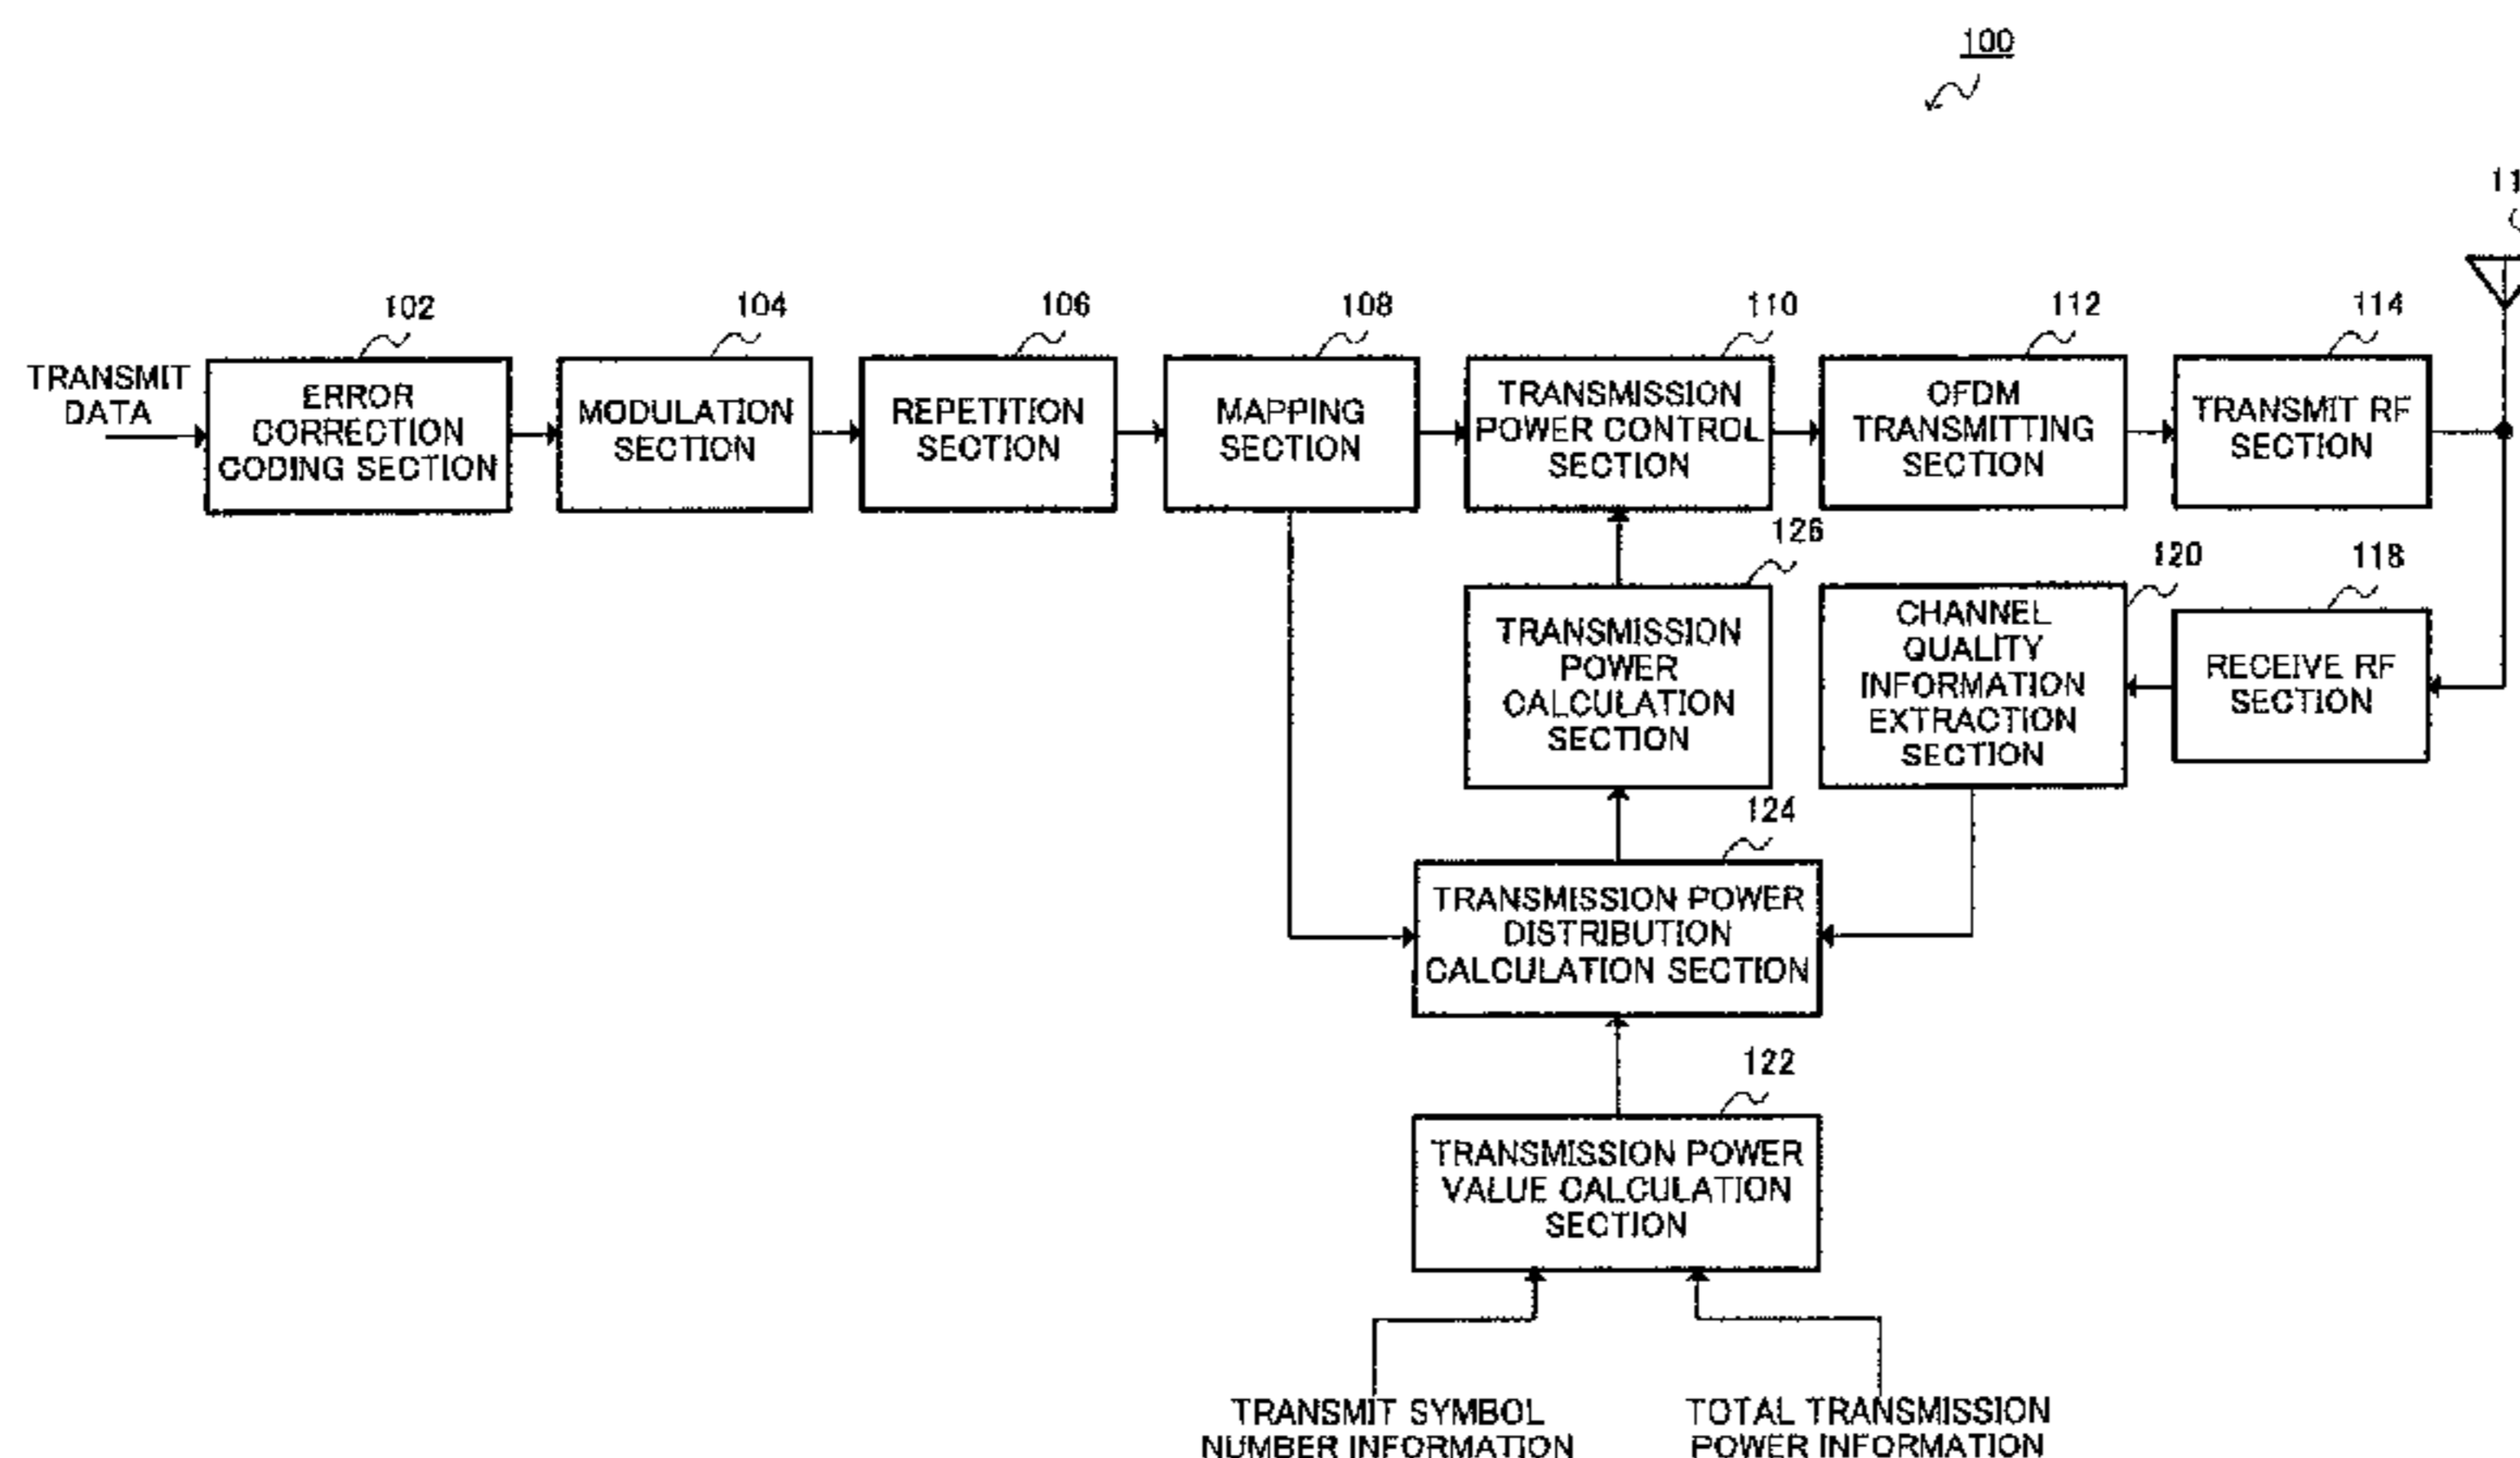 100
11
102
104
106
108
110
112
114
TRANSMIT
DATA
ERROR
CORRECTION
CODING SECTION
MODULATION
SECTION
REPETITION
SECTION
MAPPING
SECTION
TRANSMISSION
POWER CONTROL
SECTION
OFDM
TRANSMITTING
SECTION
TRANSMIT RF
SECTION
126
120
118
TRANSMISSION
POWER
CALCULATION
SECTION
CHANNEL
QUALITY
INFORMATION
EXTRACTION
SECTION
RECEIVE RF
SECTION
124
TRANSMISSION POWER
DISTRIBUTION
CALCULATION SECTION
122
TRANSMISSION POWER
VALUE CALCULATION
SECTION
TRANSMIT SYMBOL
NUMBER INFORMATION
TOTAL TRANSMISSION
POWER INFORMATION